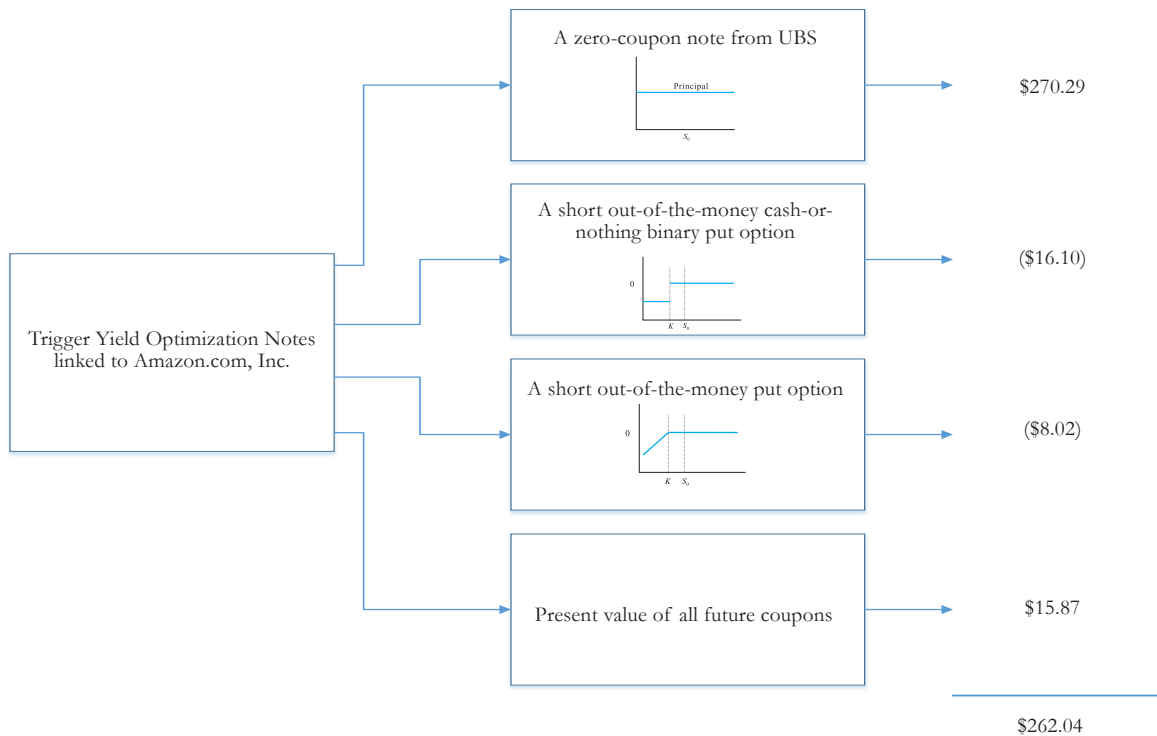 A zero-coupon note from UBS
Principal
S₀
$270.29
A short out-of-the-money cash-or-
nothing binary put option
0
K S₀
($16.10)
Trigger Yield Optimization Notes
linked to Amazon.com, Inc.
A short out-of-the-money put option
0
K S₀
($8.02)
Present value of all future coupons
$15.87
$262.04